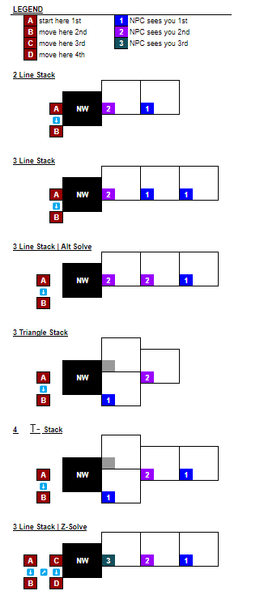 LEGEND
A start here 1st 1 NPC sees you 1st
B move here 2nd 2 NPC sees you 2nd
C move here 3rd 3 NPC sees you 3rd
D move here 4th
2 Line Stack
A NW 2 1
B
3 Line Stack
A NW 2 1 1
B
3 Line Stack | Alt Solve
A NW 2 2 1
B
3 Triangle Stack
A NW 2
B 1
4 T- Stack
A NW 2 1
B 1
3 Line Stack | Z-Solve
A C NW 3 2 1
B D